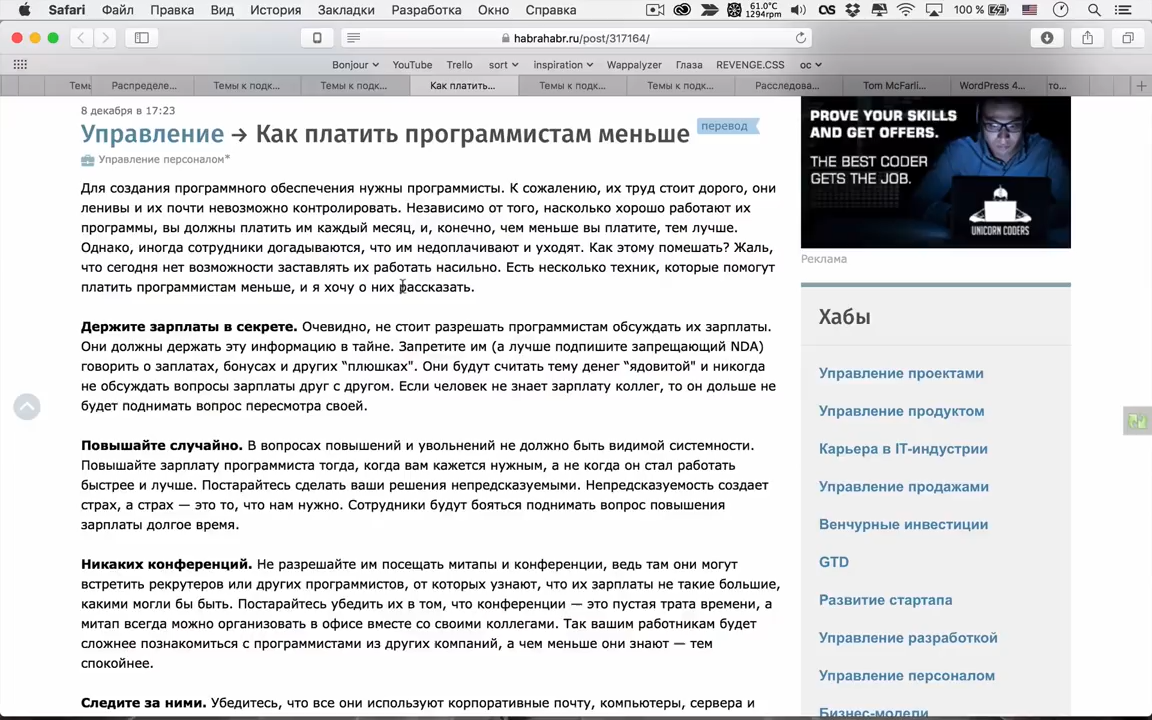 Safari Файл Правка Вид История Закладки Разработка Окно Справка 61.0°C 1294rpm 100 %
habrahabr.ru/post/317164/
Bonjour YouTube Trello sort inspiration Wappalyzer Глаза REVENGE.CSS ос
Темы Распределе... Темы к подк... Темы к подк... Как платить... Темы к подк... Темы к подк... Расследова... Tom McFarli... WordPress 4... то...
8 декабря в 17:23
Управление → Как платить программистам меньше перевод
Управление персоналом*
Для создания программного обеспечения нужны программисты. К сожалению, их труд стоит дорого, они
ленивы и их почти невозможно контролировать. Независимо от того, насколько хорошо работают их
программы, вы должны платить им каждый месяц, и, конечно, чем меньше вы платите, тем лучше.
Однако, иногда сотрудники догадываются, что им недоплачивают и уходят. Как этому помешать? Жаль,
что сегодня нет возможности заставлять их работать насильно. Есть несколько техник, которые помогут
платить программистам меньше, и я хочу о них рассказать.
Держите зарплаты в секрете. Очевидно, не стоит разрешать программистам обсуждать их зарплаты.
Они должны держать эту информацию в тайне. Запретите им (а лучше подпишите запрещающий NDA)
говорить о заплатах, бонусах и других “плюшках". Они будут считать тему денег “ядовитой" и никогда
не обсуждать вопросы зарплаты друг с другом. Если человек не знает зарплату коллег, то он дольше не
будет поднимать вопрос пересмотра своей.
Повышайте случайно. В вопросах повышений и увольнений не должно быть видимой системности.
Повышайте зарплату программиста тогда, когда вам кажется нужным, а не когда он стал работать
быстрее и лучше. Постарайтесь сделать ваши решения непредсказуемыми. Непредсказуемость создает
страх, а страх — это то, что нам нужно. Сотрудники будут бояться поднимать вопрос повышения
зарплаты долгое время.
Никаких конференций. Не разрешайте им посещать митапы и конференции, ведь там они могут
встретить рекрутеров или других программистов, от которых узнают, что их зарплаты не такие большие,
какими могли бы быть. Постарайтесь убедить их в том, что конференции — это пустая трата времени, а
митап всегда можно организовать в офисе вместе со своими коллегами. Так вашим работникам будет
сложнее познакомиться с программистами из других компаний, а чем меньше они знают — тем
спокойнее.
Следите за ними. Убедитесь, что все они используют корпоративные почту, компьютеры, сервера и
PROVE YOUR SKILLS
AND GET OFFERS.
THE BEST CODER
GETS THE JOB.
UNICORN CODERS
Реклама
Хабы
Управление проектами
Управление продуктом
Карьера в IT-индустрии
Управление продажами
Венчурные инвестиции
GTD
Развитие стартапа
Управление разработкой
Управление персоналом
Бизнес-модели